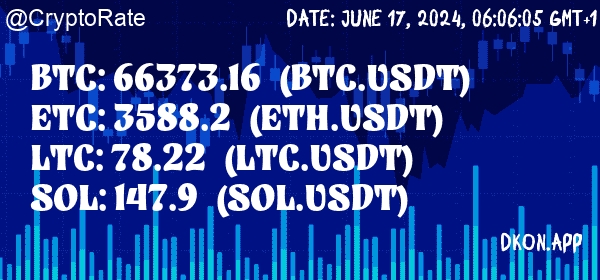 @CryptoRate
DATE: JUNE 17, 2024, 06:06:05 GMT+1
BTC: 66373.16 (BTC.USDT)
ETC: 3588.2 (ETH.USDT)
LTC: 78.22 (LTC.USDT)
SOL: 147.9 (SOL.USDT)
DKON.APP